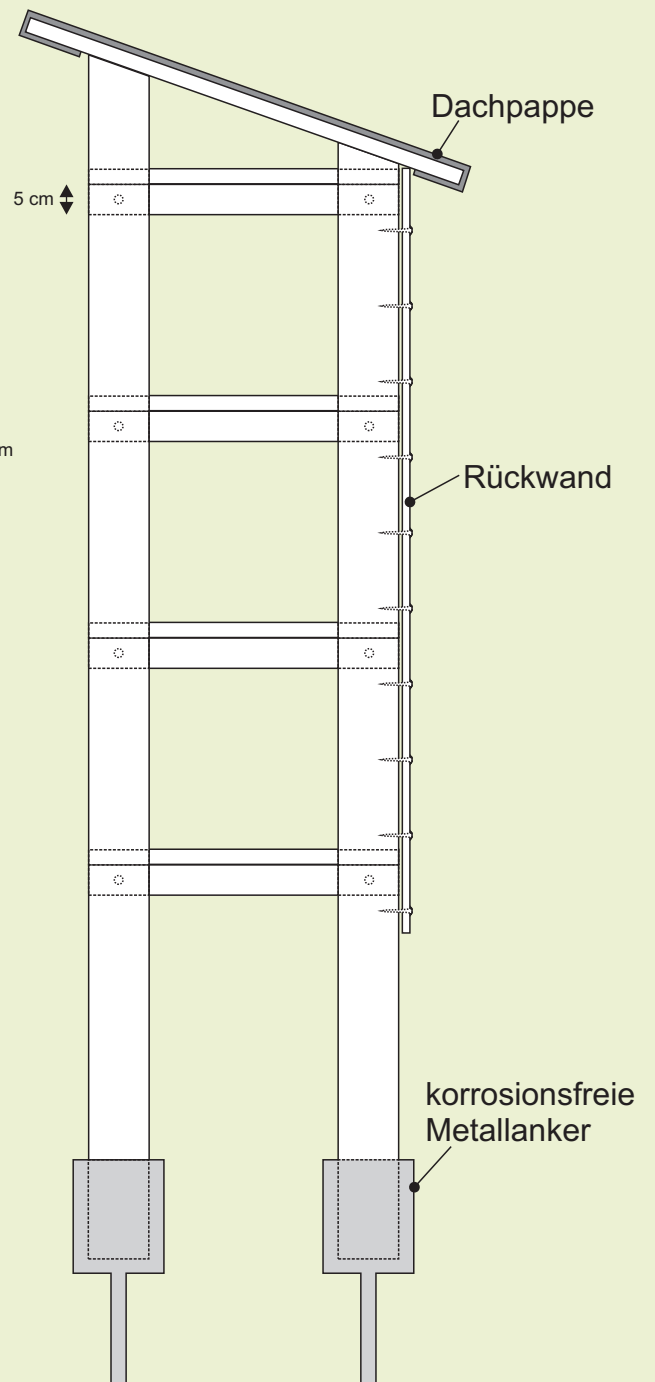 Dachpappe
5 cm
m
Rückwand
korrosionsfreie
Metallanker